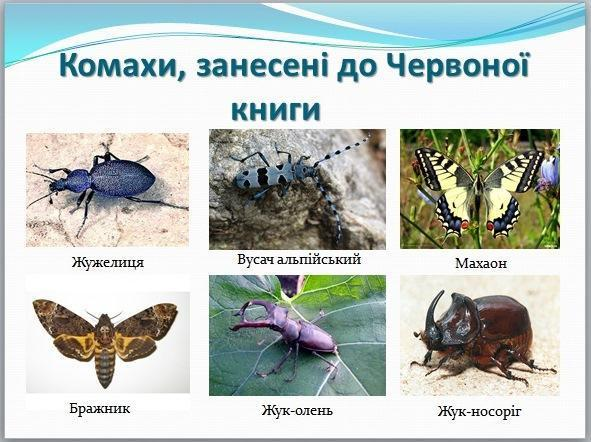 Комахи, занесені до Червоної
книги
Жужелиця
Вусач альпійський
Махаон
Бражник
Жук-олень
Жук-носоріг